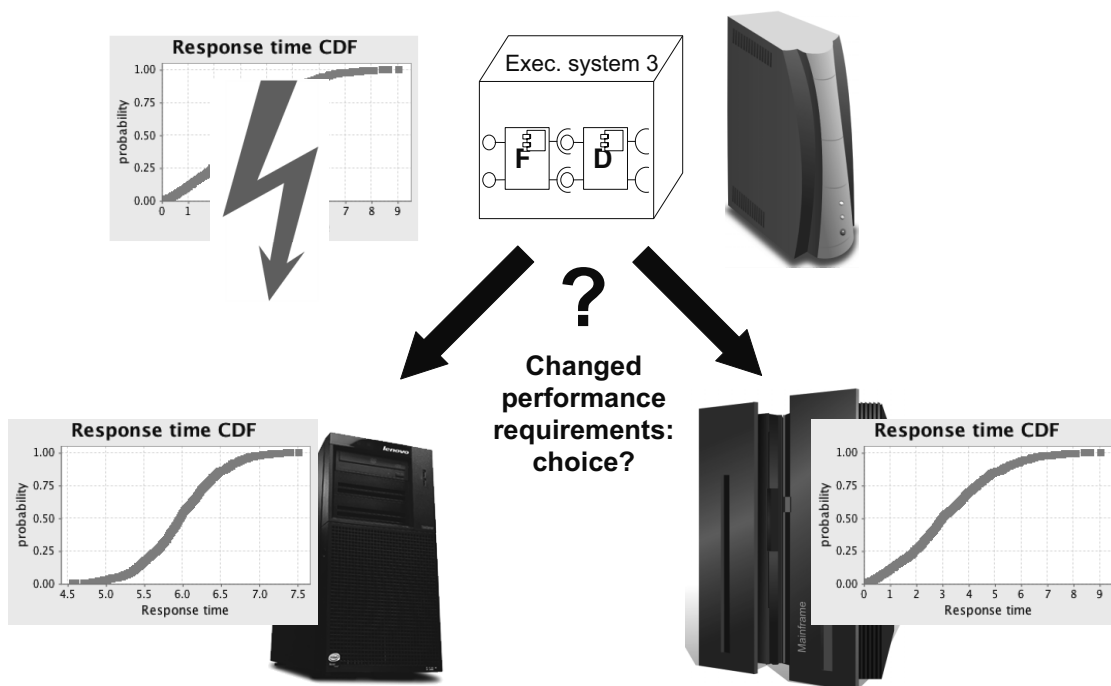 Response time CDF
1.00
0.75
0.50
0.25
0.00
probability
0 1 7 8 9
Exec. system 3
F D
?
Changed
performance
requirements:
choice?
Response time CDF
1.00
0.75
0.50
0.25
0.00
probability
4.5 5.0 5.5 6.0 6.5 7.0 7.5
Response time
lenovo
Mainframe
Response time CDF
1.00
0.75
0.50
0.25
0.00
probability
0 1 2 3 4 5 6 7 8 9
Response time